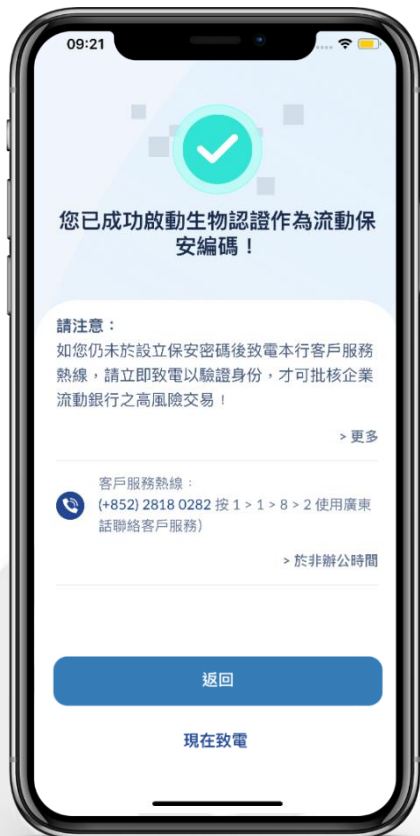 09:21
您已成功啟動生物認證作為流動保
安編碼！
請注意：
如您仍未於設立保安密碼後致電本行客戶服務
熱線，請立即致電以驗證身份，才可批核企業
流動銀行之高風險交易！
> 更多
客戶服務熱線：
(+852) 2818 0282 按 1 > 1 > 8 > 2 使用廣東
話聯絡客戶服務）
> 於非辦公時間
返回
現在致電